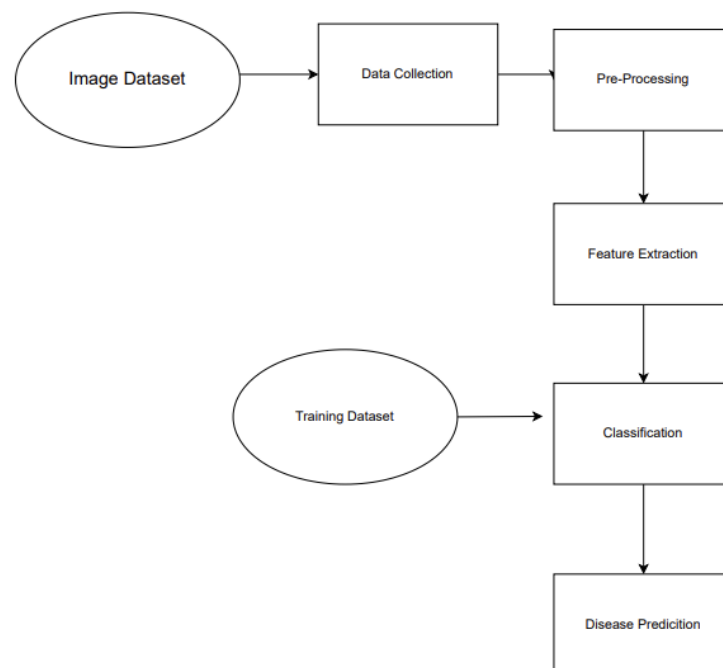 Image Dataset
Data Collection
Pre-Processing
Feature Extraction
Training Dataset
Classification
Disease Predicition